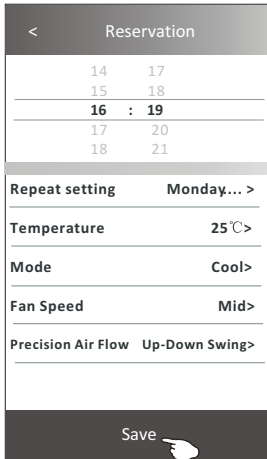 < Reservation
14 17
15 18
16 : 19
17 20
18 21
Repeat setting Monday.... >
Temperature 25℃>
Mode Cool>
Fan Speed Mid>
Precision Air Flow Up-Down Swing>
Save